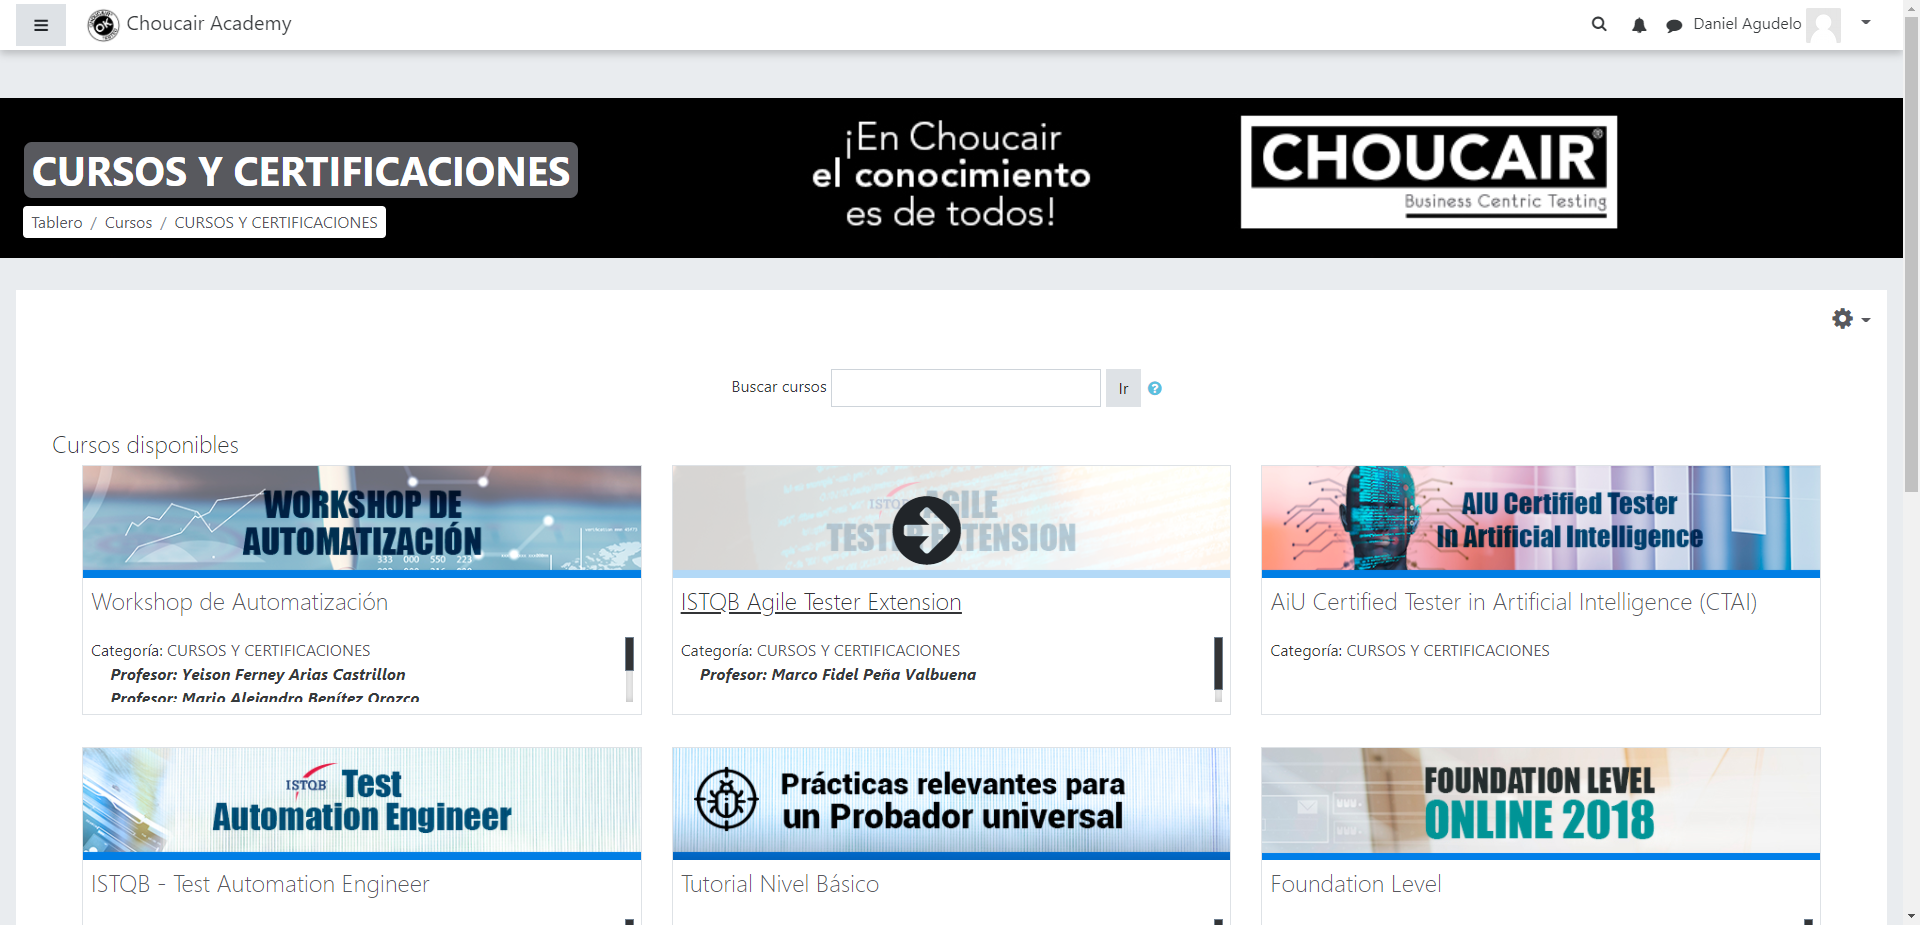 Choucair Academy
Daniel Agudelo
CURSOS Y CERTIFICACIONES
Tablero / Cursos / CURSOS Y CERTIFICACIONES
¡En Choucair
el conocimiento
es de todos!
CHOUCAIR®
Business Centric Testing
Buscar cursos
Ir
Cursos disponibles
WORKSHOP DE
AUTOMATIZACIÓN
333 000 550 223
Workshop de Automatización
Categoría: CURSOS Y CERTIFICACIONES
Profesor: Yeison Ferney Arias Castrillon
Profesor: Mario Alejandro Benítez Orozco
ISTQB AGILE
ISTQB Agile Tester Extension
Categoría: CURSOS Y CERTIFICACIONES
Profesor: Marco Fidel Peña Valbuena
AIU Certified Tester
In Artificial Intelligence
AiU Certified Tester in Artificial Intelligence (CTAI)
Categoría: CURSOS Y CERTIFICACIONES
ISTQB Test
Automation Engineer
ISTQB - Test Automation Engineer
Prácticas relevantes para
un Probador universal
Tutorial Nivel Básico
FOUNDATION LEVEL
ONLINE 2018
Foundation Level